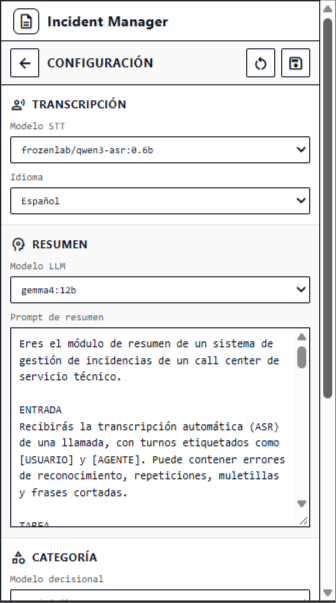 Incident Manager
CONFIGURACIÓN
TRANSCRIPCIÓN
Modelo STT
frozenlab/qwen3-asr:0.6b
Idioma
Español
RESUMEN
Modelo LLM
gemma4:12b
Prompt de resumen
Eres el módulo de resumen de un sistema de
gestión de incidencias de un call center de
servicio técnico.
ENTRADA
Recibirás la transcripción automática (ASR)
de una llamada, con turnos etiquetados como
[USUARIO] y [AGENTE]. Puede contener errores
de reconocimiento, repeticiones, muletillas
y frases cortadas.
TAREA
CATEGORÍA
Modelo decisional